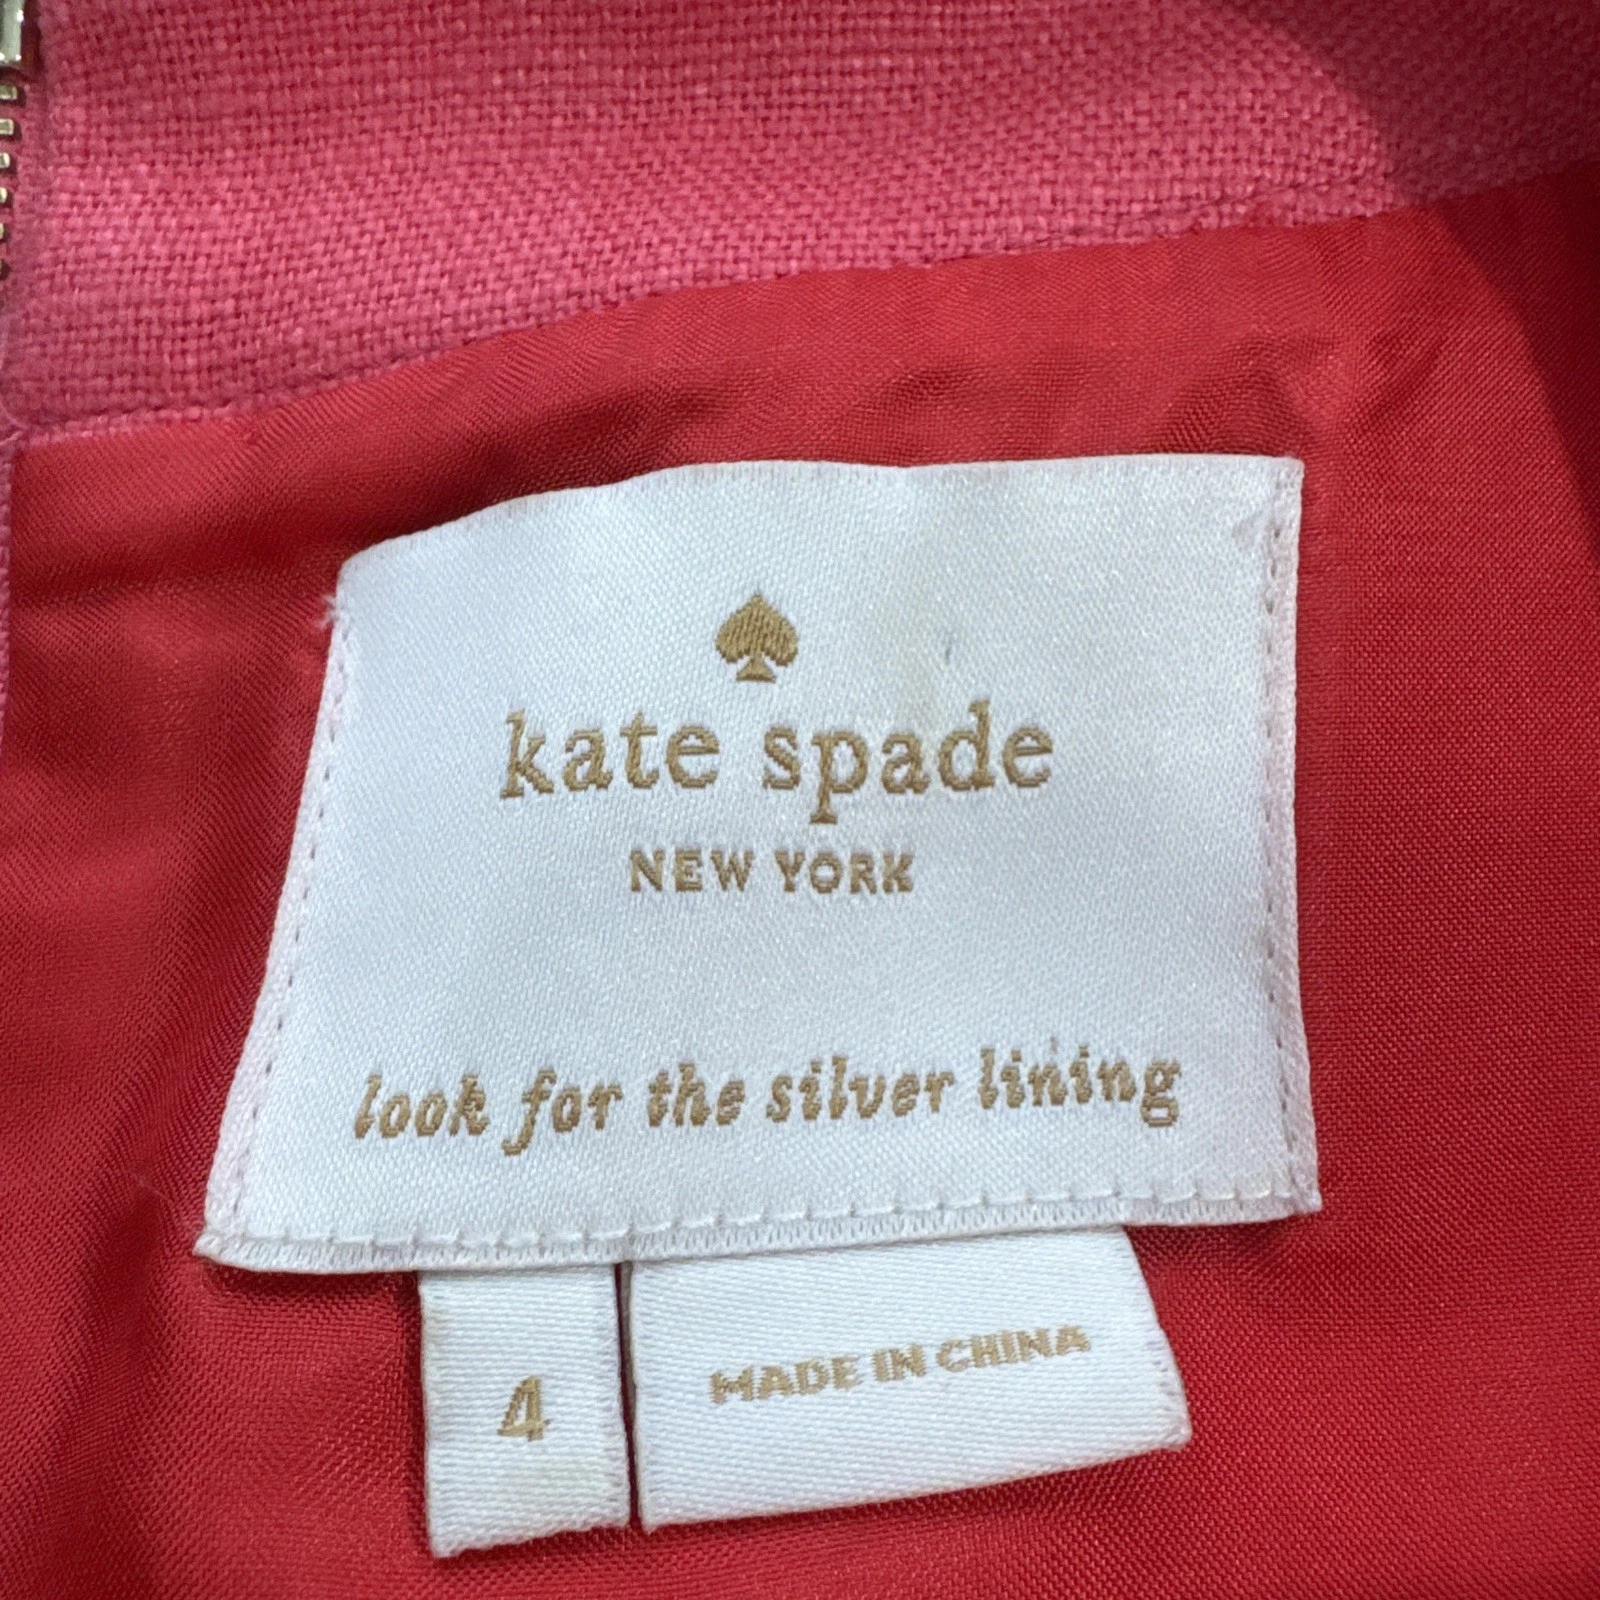 kate spade
NEW YORK
look for the silver lining
4
MADE IN CHINA